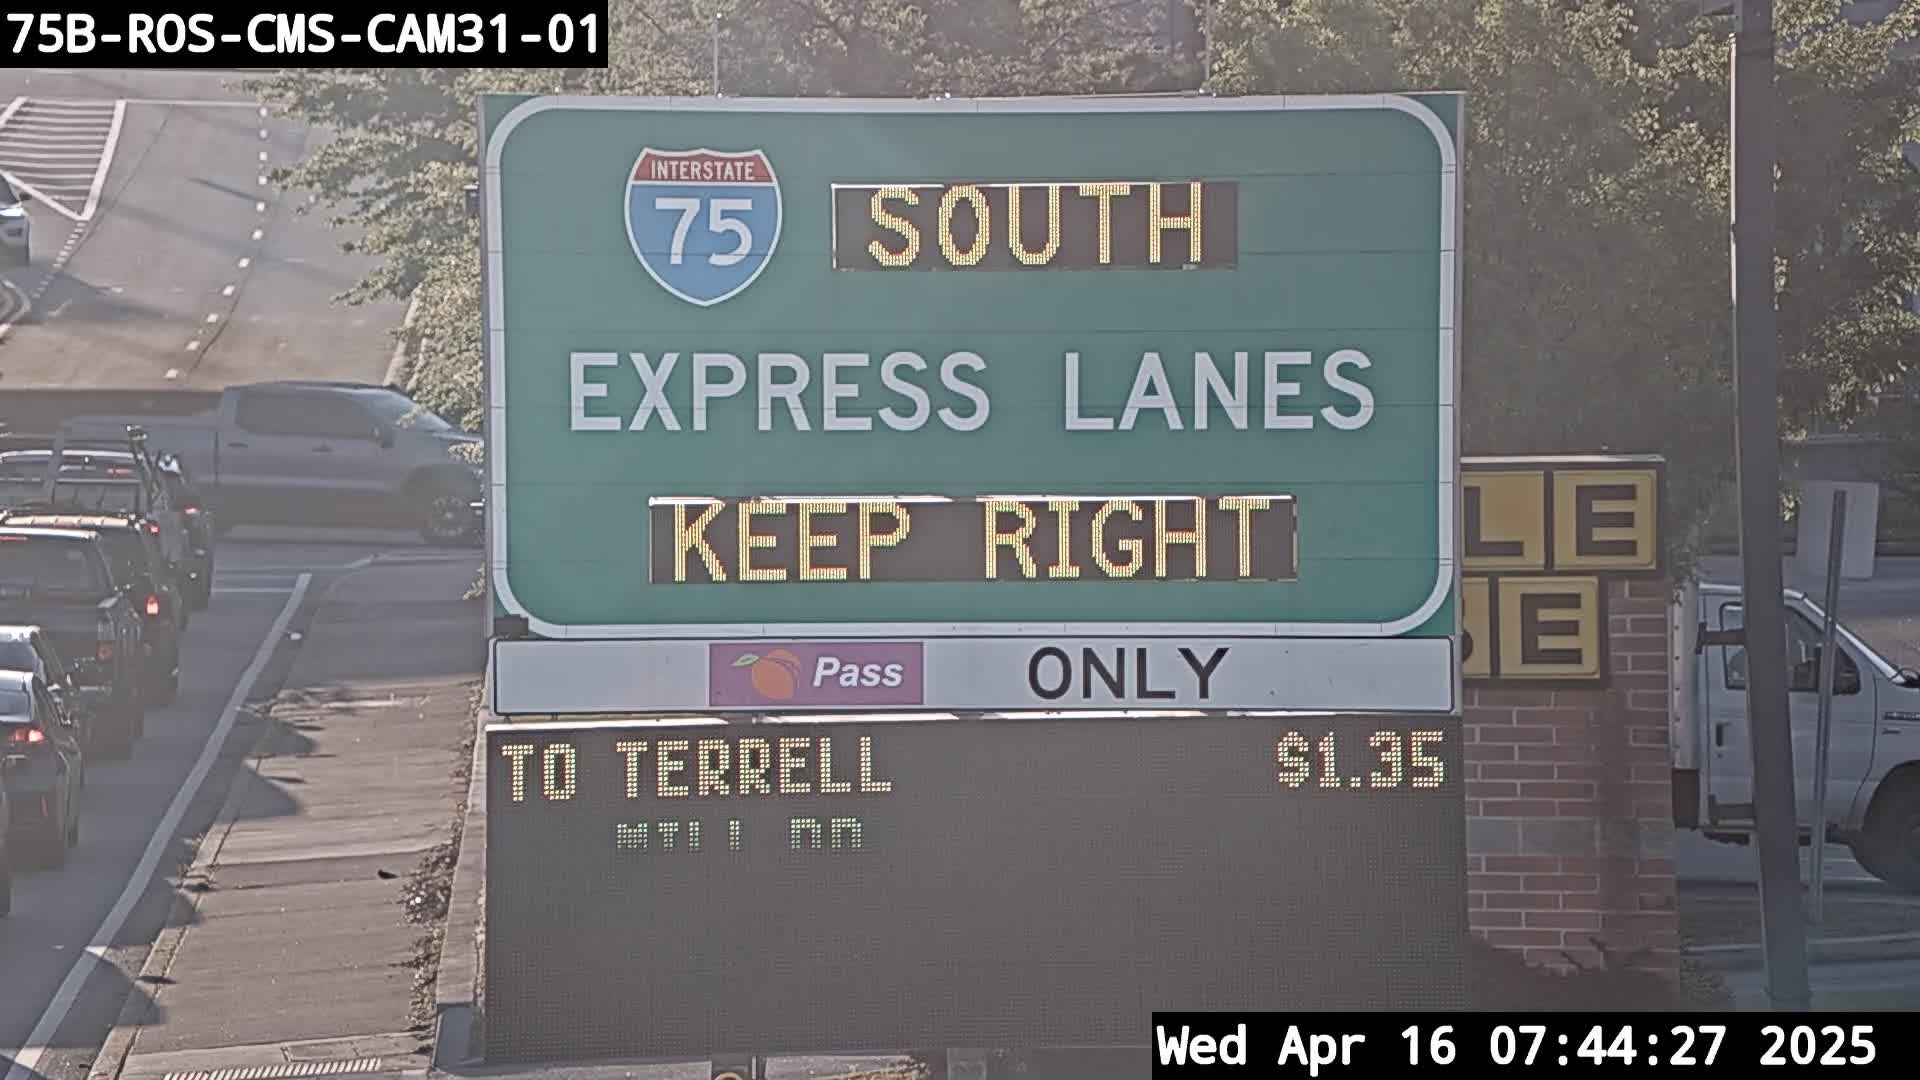 75B-ROS-CMS-CAM31-01
INTERSTATE
75
SOUTH
EXPRESS LANES
KEEP RIGHT
Pass ONLY
TO TERRELL $1.35
LE
E
Wed Apr 16 07:44:27 2025